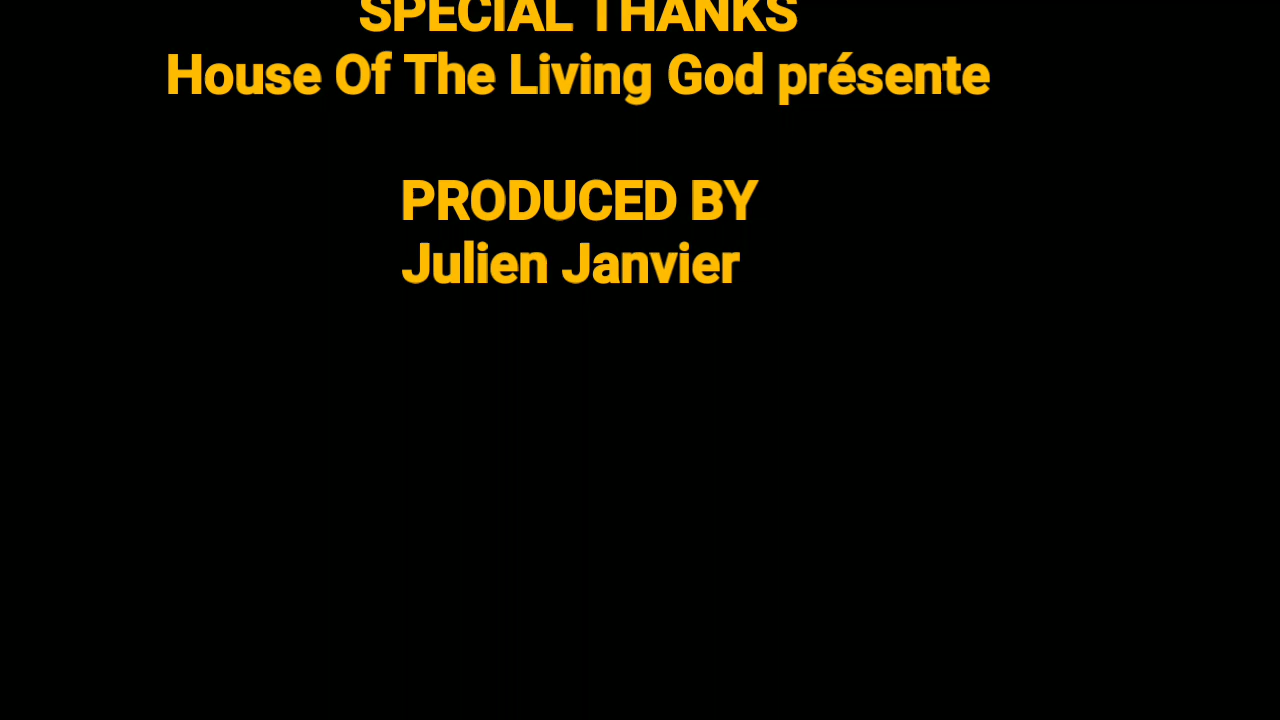 SPECIAL THANKS
House Of The Living God présente
PRODUCED BY
Julien Janvier